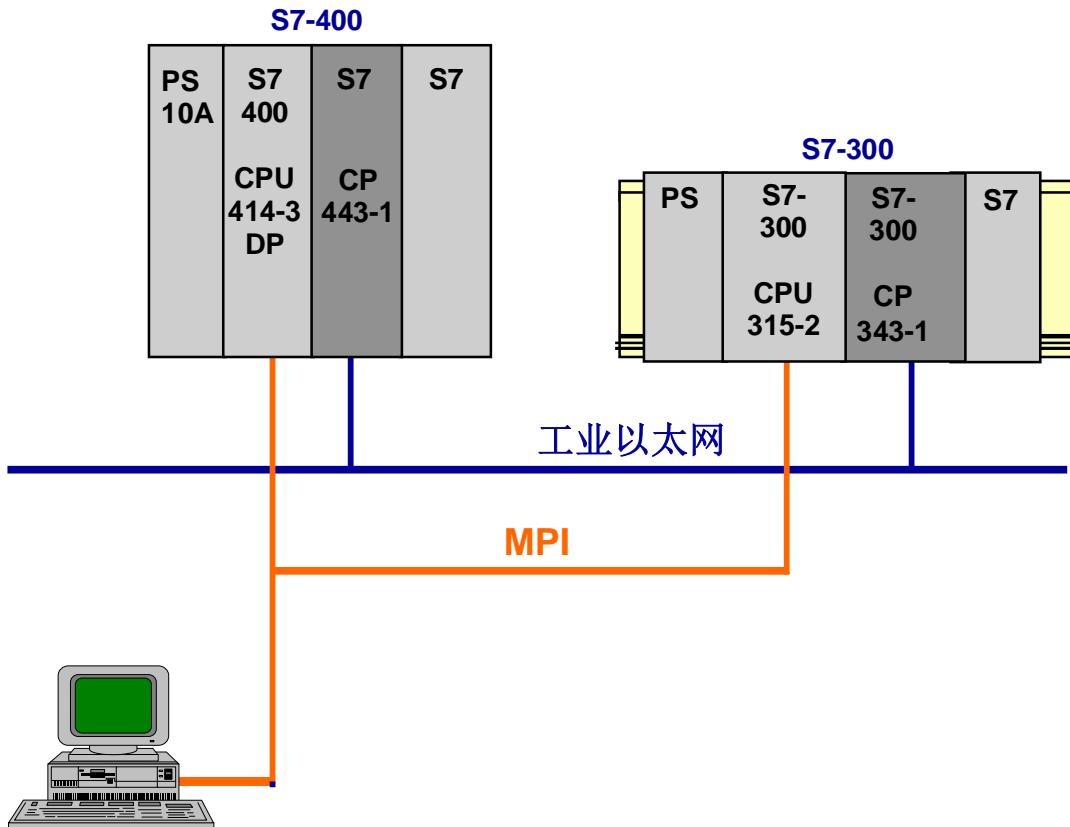 S7-400
PS
10A
S7
400
CPU
414-3
DP
S7
CP
443-1
S7
S7-300
PS
S7-
300
CPU
315-2
S7-
300
CP
343-1
S7
工业以太网
MPI